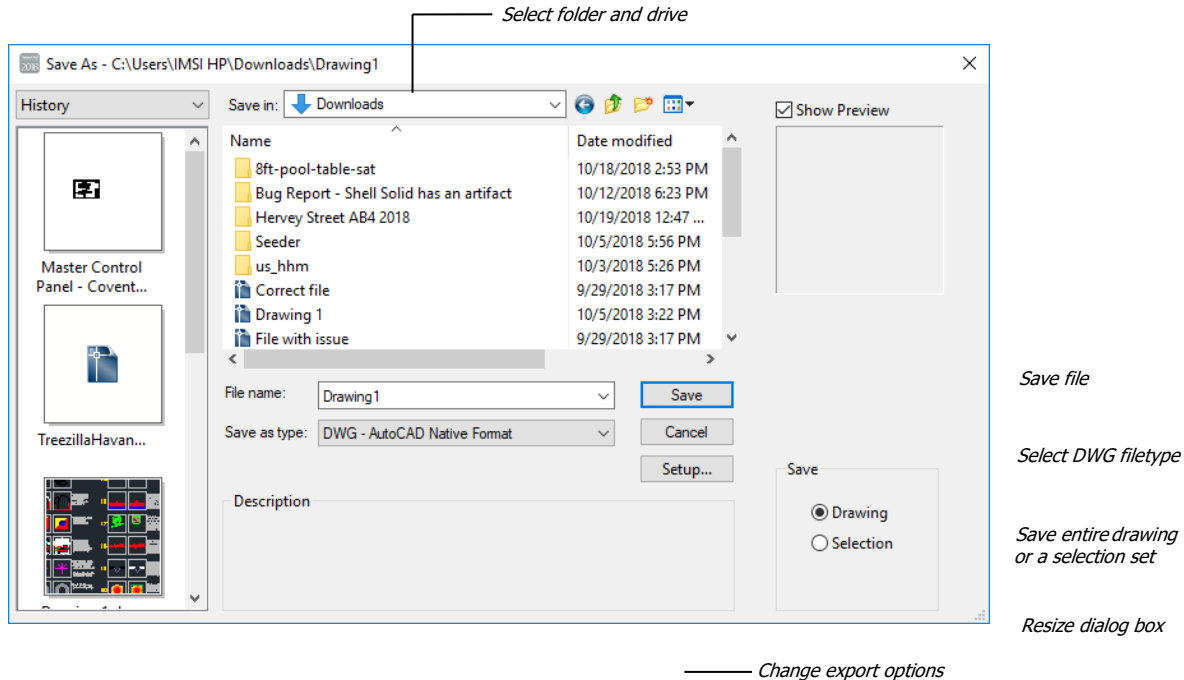 Select folder and drive
2018 Save As - C:\Users\IMSI HP\Downloads\Drawing1
History
Save in: Downloads
Show Preview
Name Date modified
8ft-pool-table-sat 10/18/2018 2:53 PM
Bug Report - Shell Solid has an artifact 10/12/2018 6:23 PM
Hervey Street AB4 2018 10/19/2018 12:47 ...
Seeder 10/5/2018 5:56 PM
us_hhm 10/3/2018 5:26 PM
Correct file 9/29/2018 3:17 PM
Drawing 1 10/5/2018 3:22 PM
File with issue 9/29/2018 3:17 PM
Master Control
Panel - Covent...
TreezillaHavan...
File name: Drawing1 Save
Save as type: DWG - AutoCAD Native Format Cancel
Setup...
Description
Save
Drawing
Selection
Save file
Select DWG filetype
Save entire drawing
or a selection set
Resize dialog box
Change export options